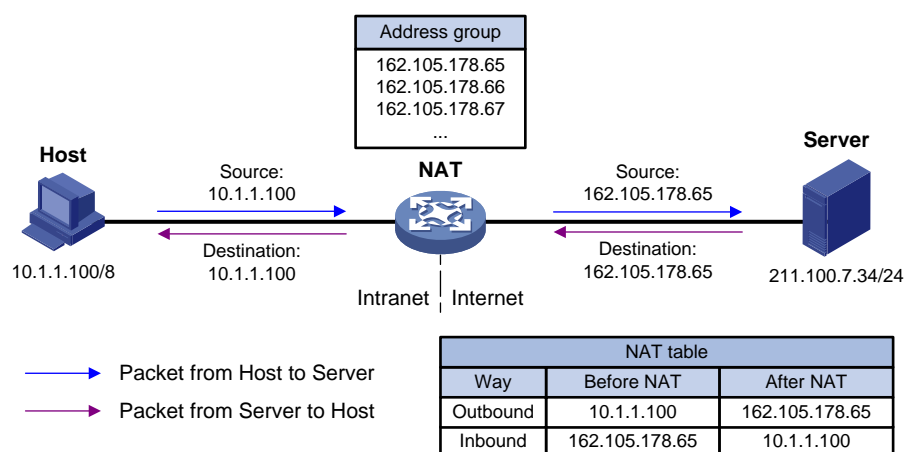 Address group
162.105.178.65
162.105.178.66
162.105.178.67
...
Host
NAT
Server
Source:
10.1.1.100
Source:
162.105.178.65
Destination:
10.1.1.100
Destination:
162.105.178.65
10.1.1.100/8
211.100.7.34/24
Intranet
Internet
Packet from Host to Server
Packet from Server to Host
NAT table
Way Before NAT After NAT
Outbound 10.1.1.100 162.105.178.65
Inbound 162.105.178.65 10.1.1.100